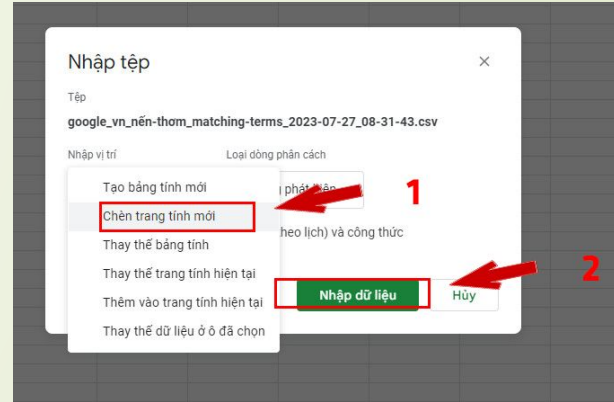 Nhập tệp
Tệp
google_vn_nến-thơm_matching-terms_2023-07-27_08-31-43.csv
Nhập vị trí Loại dòng phân cách
Tạo bảng tính mới
phát hiện
1
Chèn trang tính mới
Thay thế bảng tính
theo lịch) và công thức
Thay thế trang tính hiện tại
2
Thêm vào trang tính hiện tại
Nhập dữ liệu
Hủy
Thay thế dữ liệu ở ô đã chọn